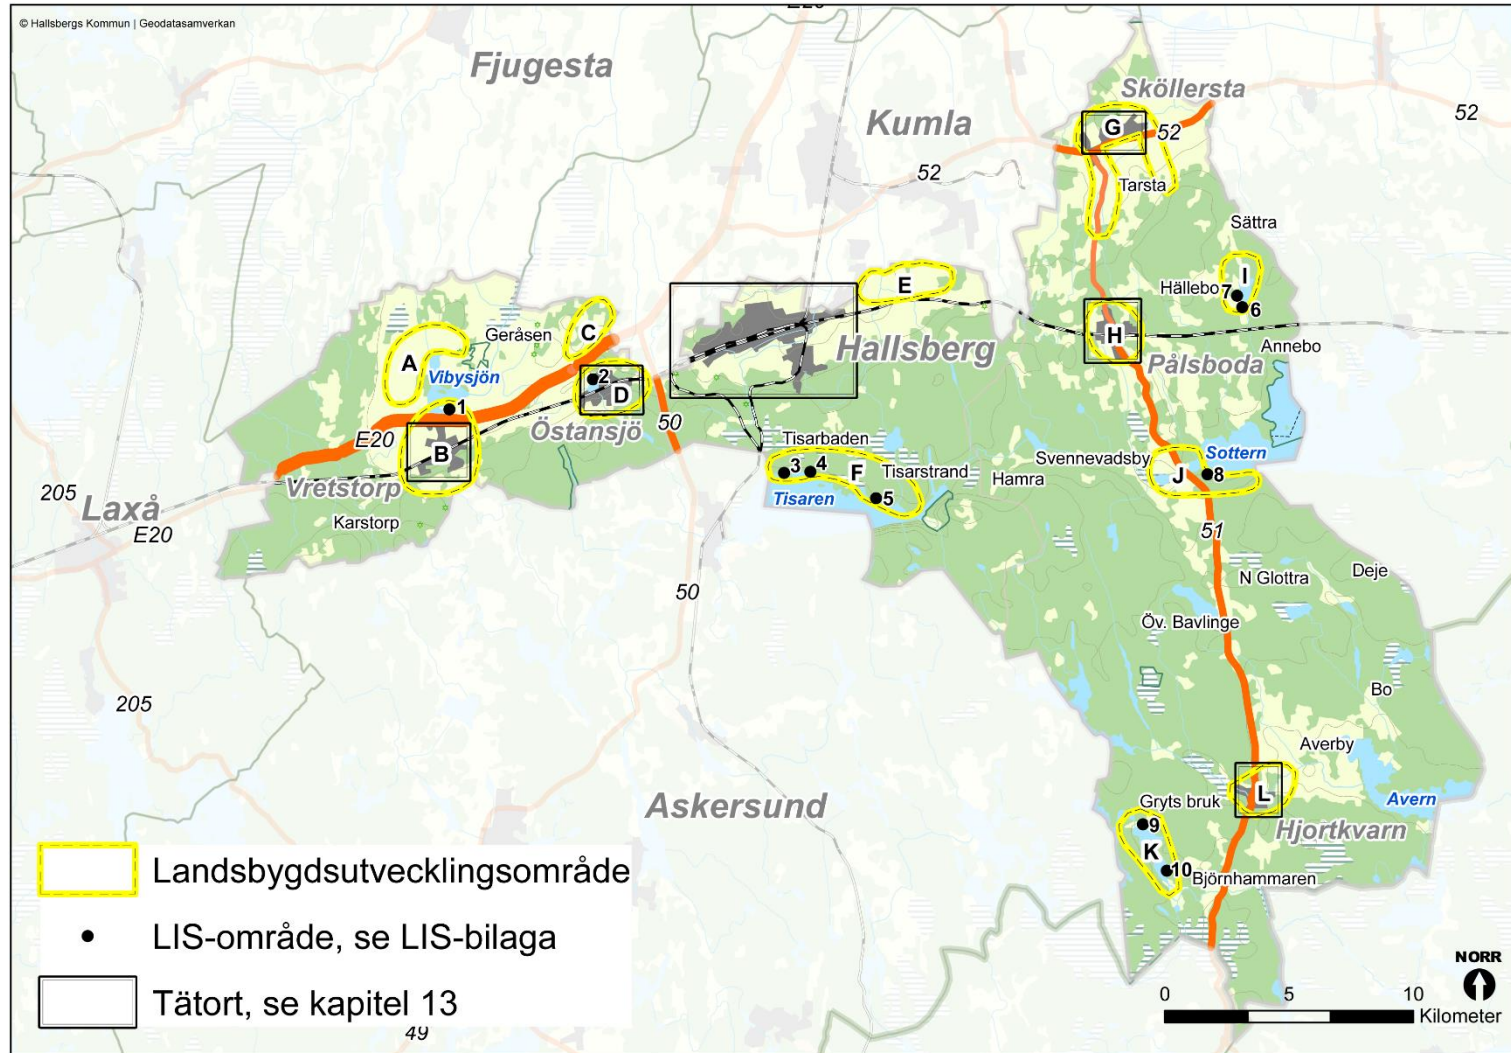 © Hallsbergs Kommun | Geodatasamverkan
Fjugesta
Sköllersta
Kumla
52
G
52
52
Tarsta
Sättra
I
Hällebo
7
6
E
C
Geråsen
A
Vibysjön
Hallsberg
H
Pålsboda
Annebo
2
D
1
Östansjö
50
E20
B
Tisarbaden
Svennevadsby
Sottern
3
4
F
Tisarstrand
J
8
Hamra
Vretstorp
205
Laxå
E20
Karstorp
Tisaren
5
51
N Glottra
Deje
50
Öv. Bavlinge
205
Bo
Averby
Askersund
Gryts bruk
L
Avern
9
Hjortkvarn
K
10
Björnhammaren
Landsbygdsutvecklingsområde
LIS-område, se LIS-bilaga
Tätort, se kapitel 13
49
NORR
0
5
10
Kilometer